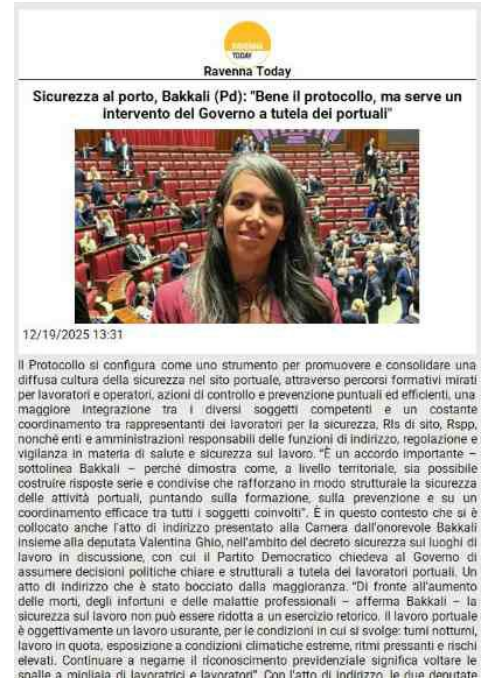 TODAY
Ravenna Today
Sicurezza al porto, Bakkali (Pd): "Bene il protocollo, ma serve un
intervento del Governo a tutela dei portuali"
12/19/2025 13:31
Il Protocollo si configura come uno strumento per promuovere e consolidare una
diffusa cultura della sicurezza nel sito portuale, attraverso percorsi formativi mirati
per lavoratori e operatori, azioni di controllo e prevenzione puntuali ed efficienti, una
maggiore integrazione tra i diversi soggetti competenti e un costante
coordinamento tra rappresentanti dei lavoratori per la sicurezza, Rls di sito, Rspp,
nonché enti e amministrazioni responsabili delle funzioni di indirizzo, regolazione e
vigilanza in materia di salute e sicurezza sul lavoro. "È un accordo importante –
sottolinea Bakkali – perché dimostra come, a livello territoriale, sia possibile
costruire risposte serie e condivise che rafforzano in modo strutturale la sicurezza
delle attività portuali, puntando sulla formazione, sulla prevenzione e su un
coordinamento efficace tra tutti i soggetti coinvolti". È in questo contesto che si è
collocato anche l'atto di indirizzo presentato alla Camera dall'onorevole Bakkali
insieme alla deputata Valentina Ghio, nell'ambito del decreto sicurezza sui luoghi di
lavoro in discussione, con cui il Partito Democratico chiedeva al Governo di
assumere decisioni politiche chiare e strutturali a tutela dei lavoratori portuali. Un
atto di indirizzo che è stato bocciato dalla maggioranza. "Di fronte all'aumento
delle morti, degli infortuni e delle malattie professionali – afferma Bakkali – la
sicurezza sul lavoro non può essere ridotta a un esercizio retorico. Il lavoro portuale
è oggettivamente un lavoro usurante, per le condizioni in cui si svolge: turni notturni,
lavoro in quota, esposizione a condizioni climatiche estreme, ritmi pressanti e rischi
elevati. Continuare a negarne il riconoscimento previdenziale significa voltare le
spalle a migliaia di lavoratrici e lavoratori". Con l'atto di indirizzo, le due deputate